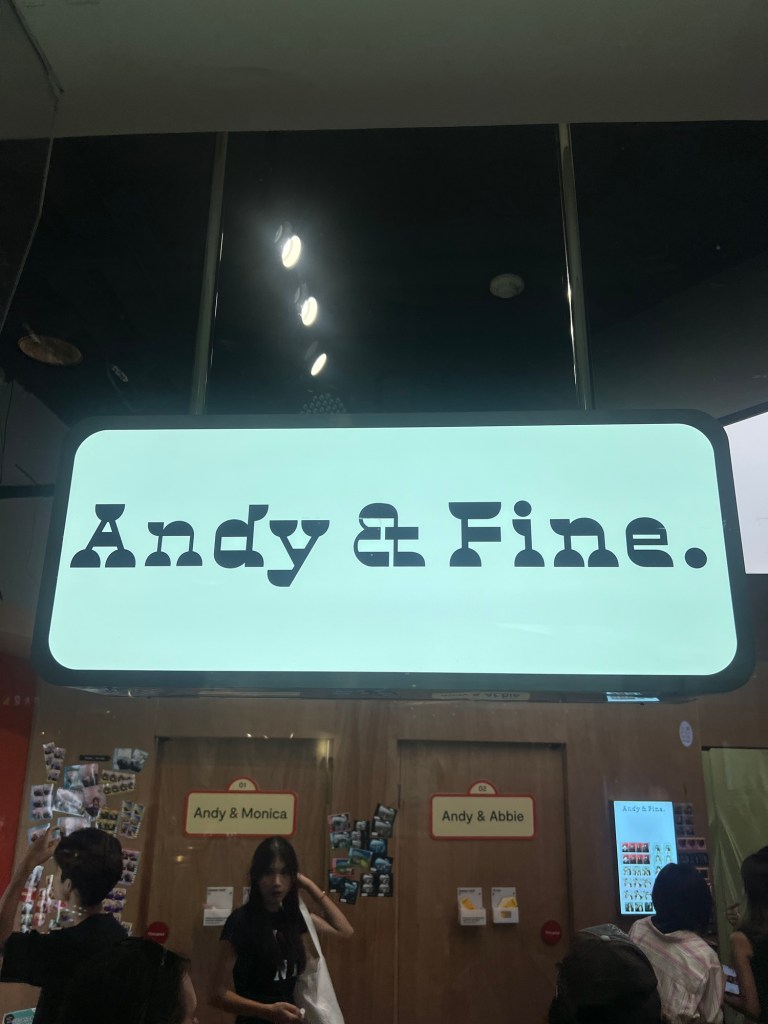 Andy & Fine.
01
Andy & Monica
02
Andy & Abbie
Andy & Fine.